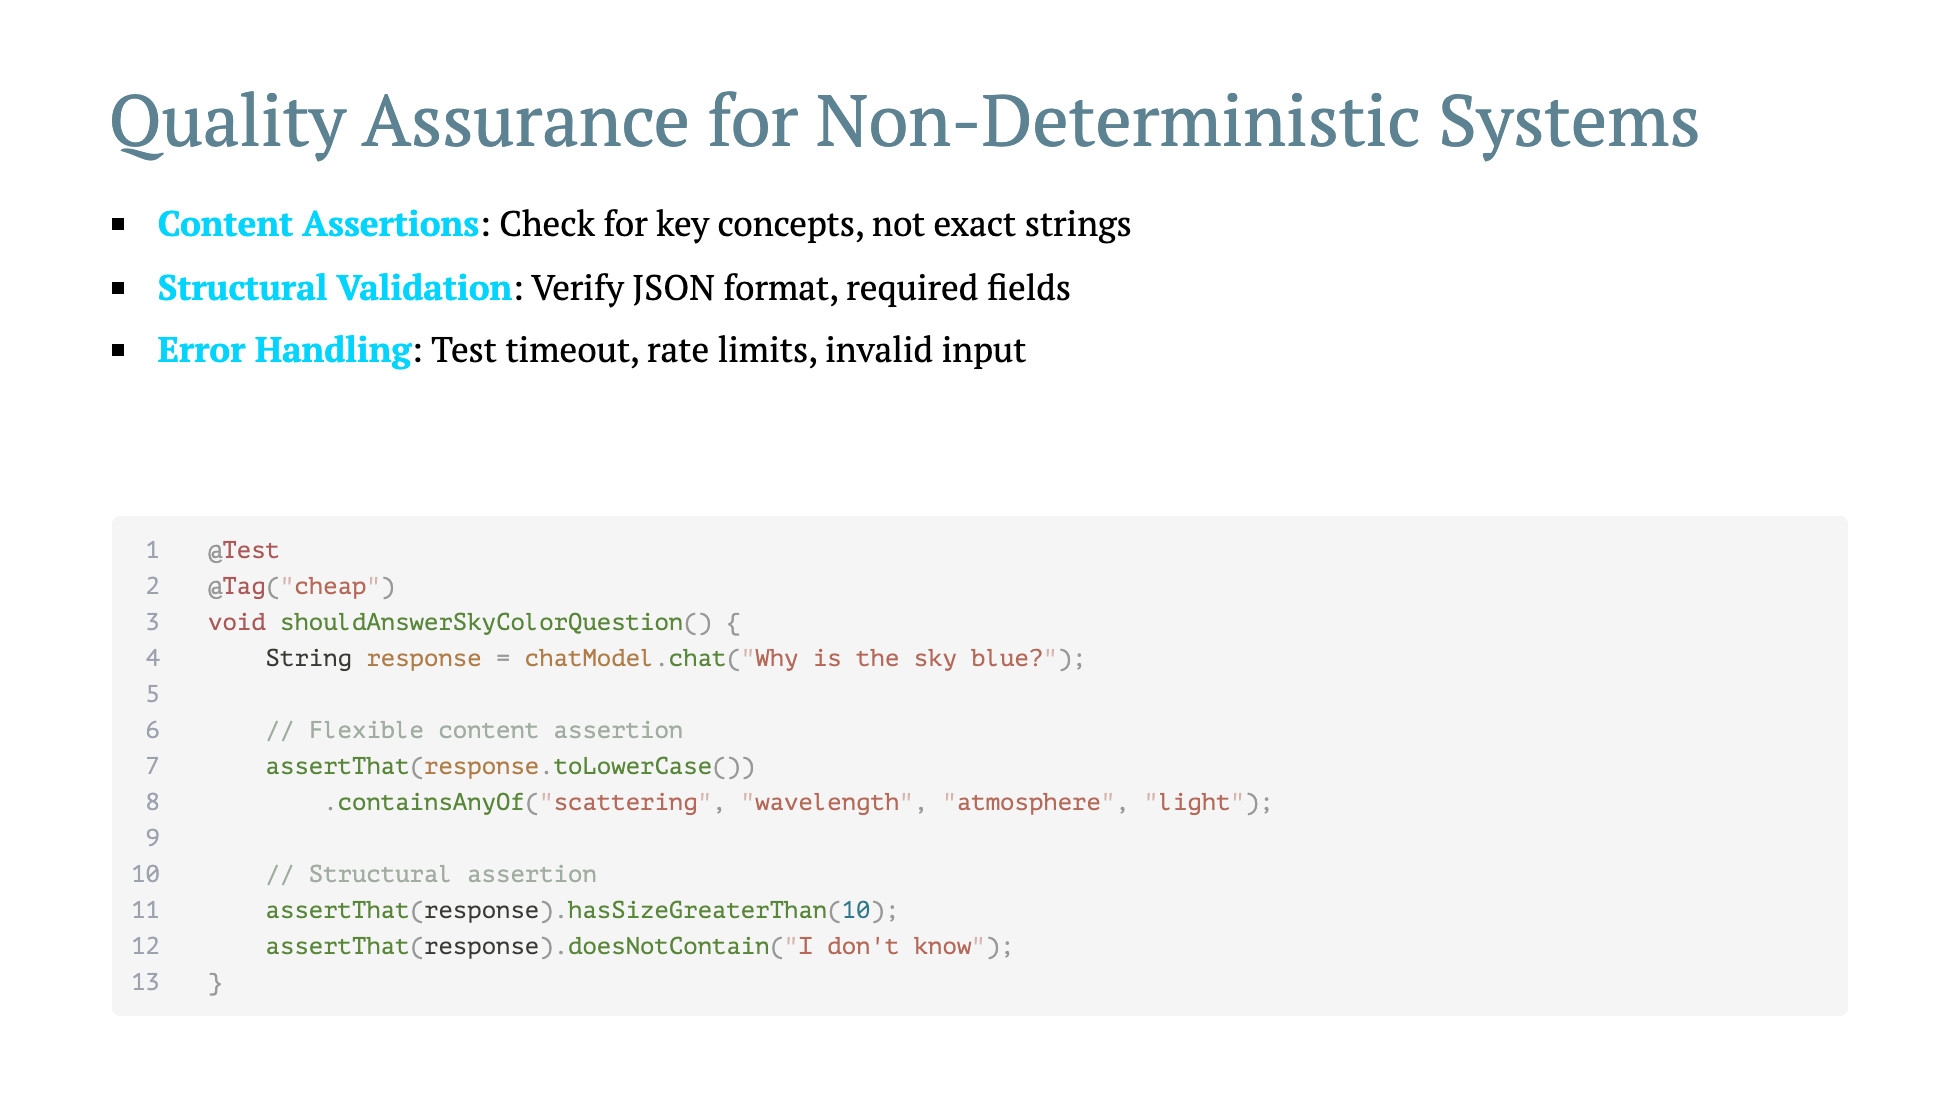 Quality Assurance for Non-Deterministic Systems
▪ Content Assertions: Check for key concepts, not exact strings
▪ Structural Validation: Verify JSON format, required fields
▪ Error Handling: Test timeout, rate limits, invalid input
1 @Test
2 @Tag("cheap")
3 void shouldAnswerSkyColorQuestion() {
4     String response = chatModel.chat("Why is the sky blue?");
5
6     // Flexible content assertion
7     assertThat(response.toLowerCase())
8         .containsAnyOf("scattering", "wavelength", "atmosphere", "light");
9
10     // Structural assertion
11     assertThat(response).hasSizeGreaterThan(10);
12     assertThat(response).doesNotContain("I don't know");
13 }